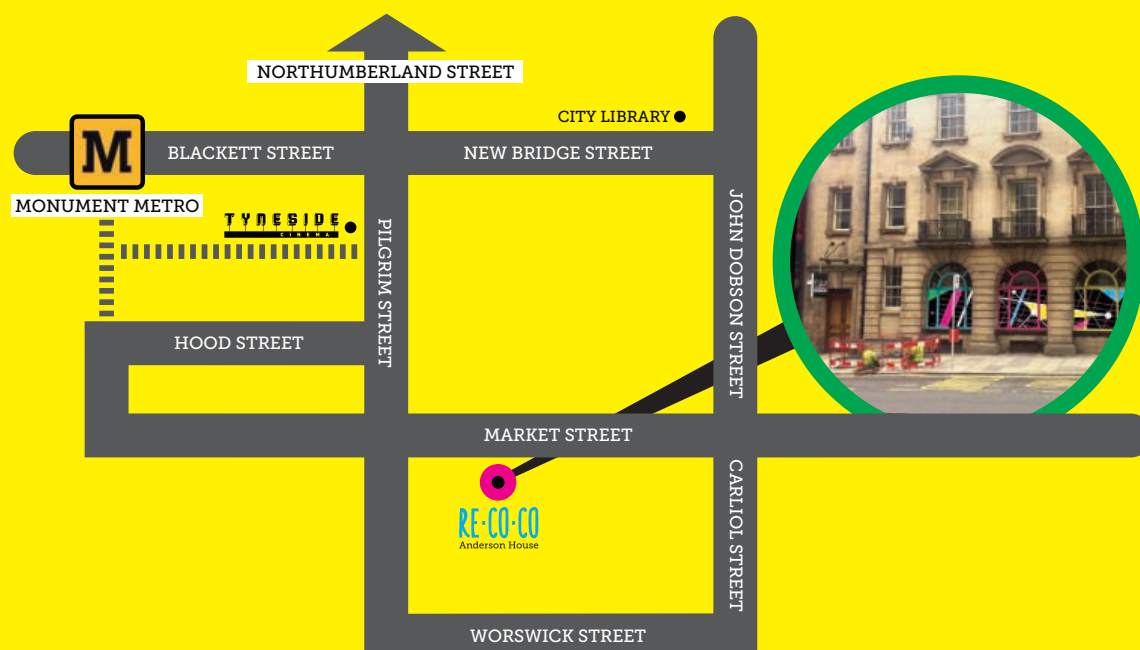 NORTHUMBERLAND STREET
CITY LIBRARY
M
BLACKETT STREET
NEW BRIDGE STREET
MONUMENT METRO
TYNESIDE
CINEMA
PILGRIM STREET
JOHN DOBSON STREET
HOOD STREET
MARKET STREET
CARLIOL STREET
RE·CO·CO
Anderson House
WORSWICK STREET